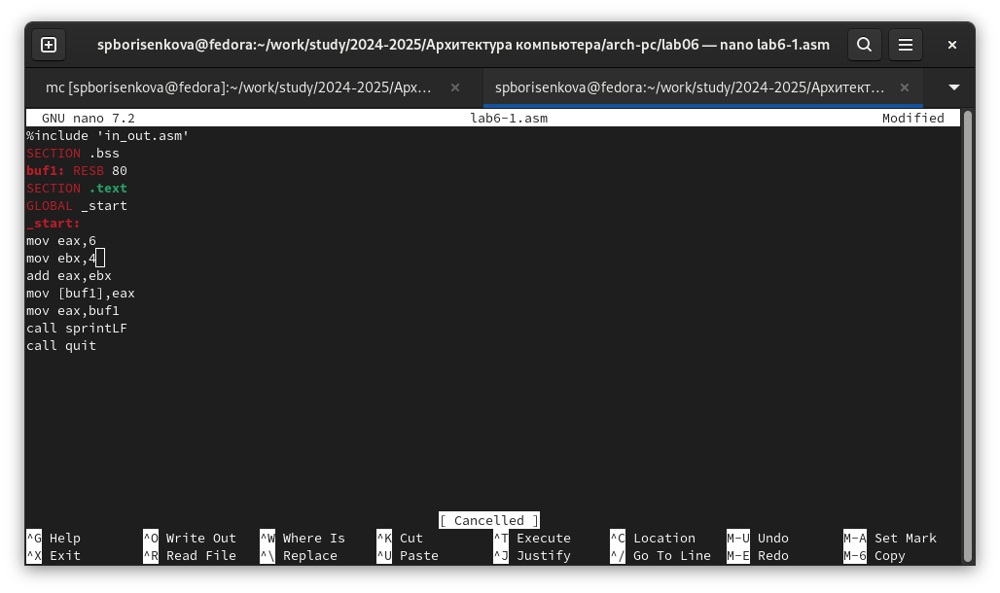 spborisenkova@fedora:~/work/study/2024-2025/Архитектура компьютера/arch-pc/lab06 — nano lab6-1.asm
mc [spborisenkova@fedora]:~/work/study/2024-2025/Арх... × spborisenkova@fedora:~/work/study/2024-2025/Архитект... ×
GNU nano 7.2 lab6-1.asm Modified
%include 'in_out.asm'
SECTION .bss
buf1: RESB 80
SECTION .text
GLOBAL _start
_start:
mov eax,6
mov ebx,4
add eax,ebx
mov [buf1],eax
mov eax,buf1
call sprintLF
call quit
[ Cancelled ]
^G Help ^O Write Out ^W Where Is ^K Cut ^T Execute ^C Location M-U Undo M-A Set Mark
^X Exit ^R Read File ^\ Replace ^U Paste ^J Justify ^/ Go To Line M-E Redo M-6 Copy